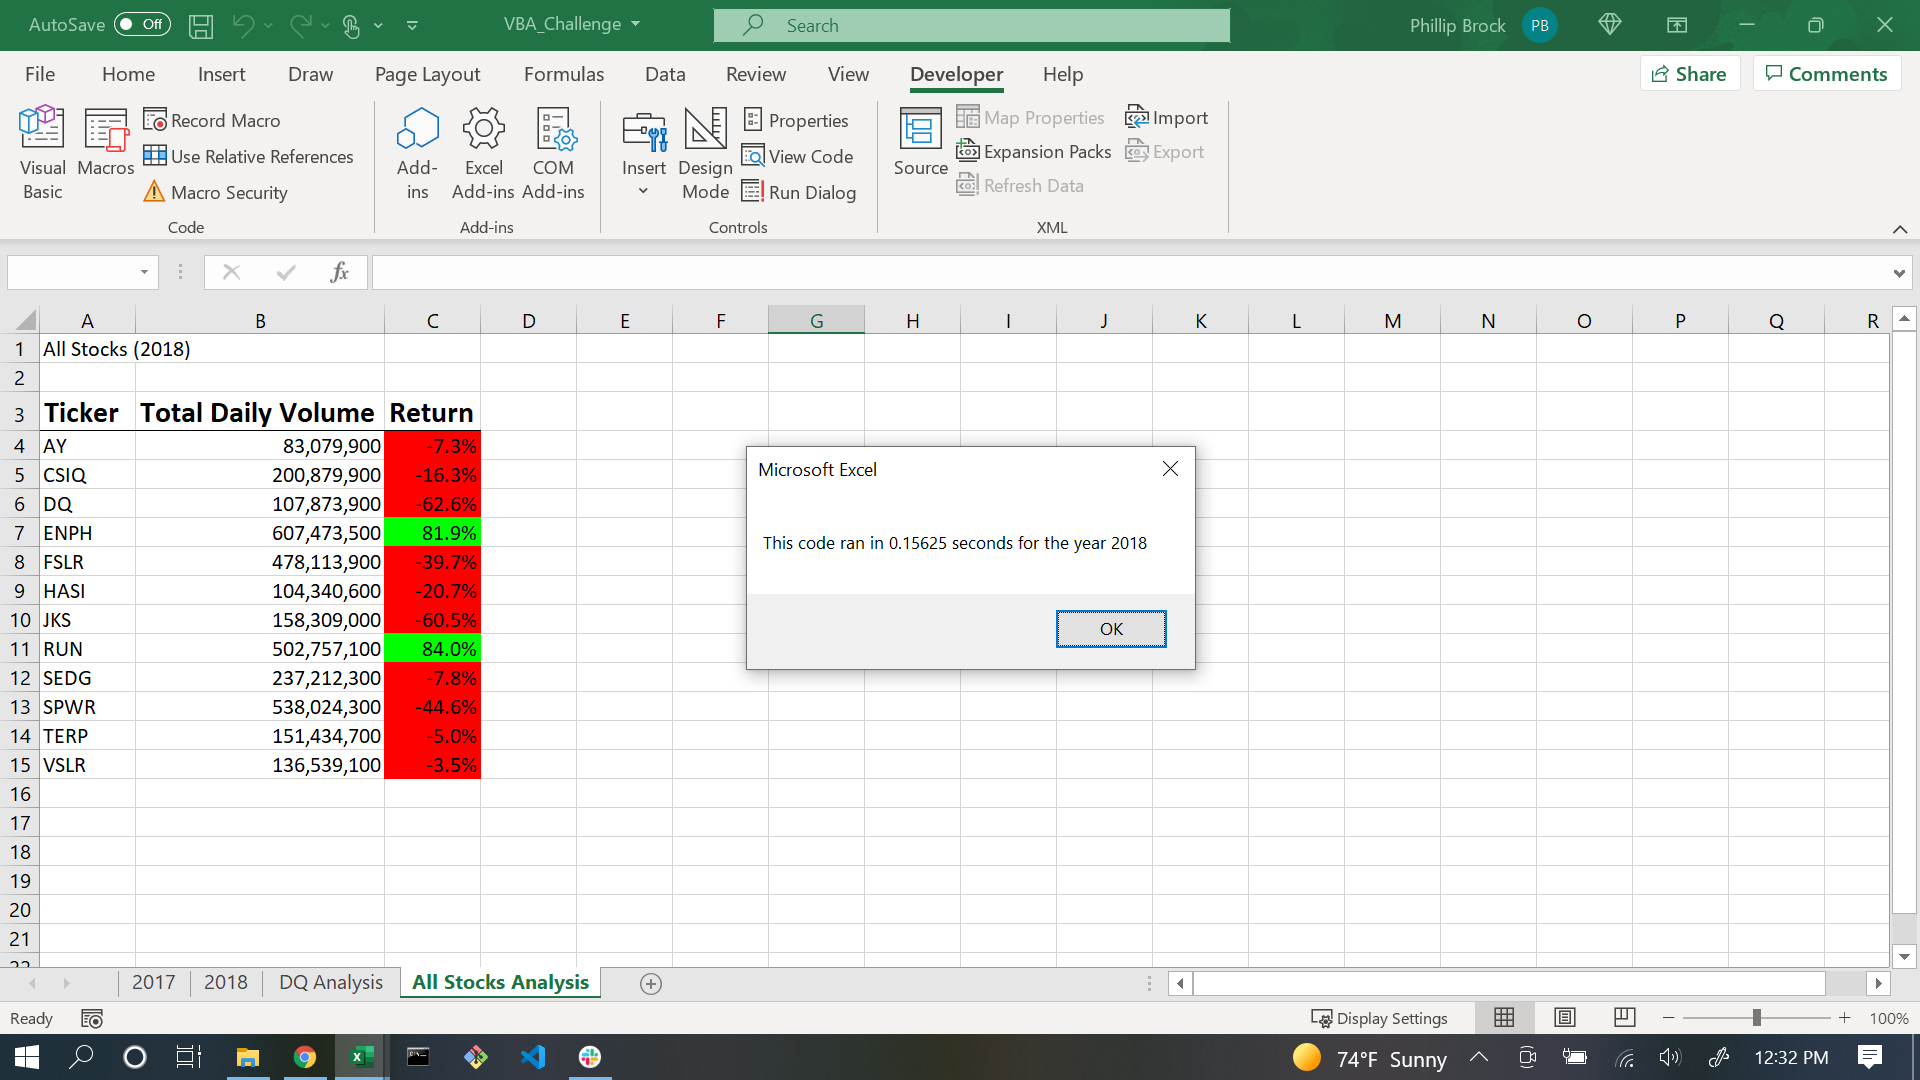 AutoSave Off VBA_Challenge Search Phillip Brock PB
File Home Insert Draw Page Layout Formulas Data Review View Developer Help Share Comments
Visual Basic
Macros
Record Macro
Use Relative References
Macro Security
Code
Add-ins
Excel Add-ins
COM Add-ins
Add-ins
Insert
Design Mode
Properties
View Code
Run Dialog
Controls
Source
Map Properties
Expansion Packs
Refresh Data
Import
Export
XML
fx
A B C D E F G H I J K L M N O P Q R
1 All Stocks (2018)
2
3 Ticker Total Daily Volume Return
4 AY 83,079,900 -7.3%
5 CSIQ 200,879,900 -16.3%
6 DQ 107,873,900 -62.6%
7 ENPH 607,473,500 81.9%
8 FSLR 478,113,900 -39.7%
9 HASI 104,340,600 -20.7%
10 JKS 158,309,000 -60.5%
11 RUN 502,757,100 84.0%
12 SEDG 237,212,300 -7.8%
13 SPWR 538,024,300 -44.6%
14 TERP 151,434,700 -5.0%
15 VSLR 136,539,100 -3.5%
16
17
18
19
20
21
22
Microsoft Excel
This code ran in 0.15625 seconds for the year 2018
OK
2017 2018 DQ Analysis All Stocks Analysis
Ready Display Settings 100%
74°F Sunny 12:32 PM